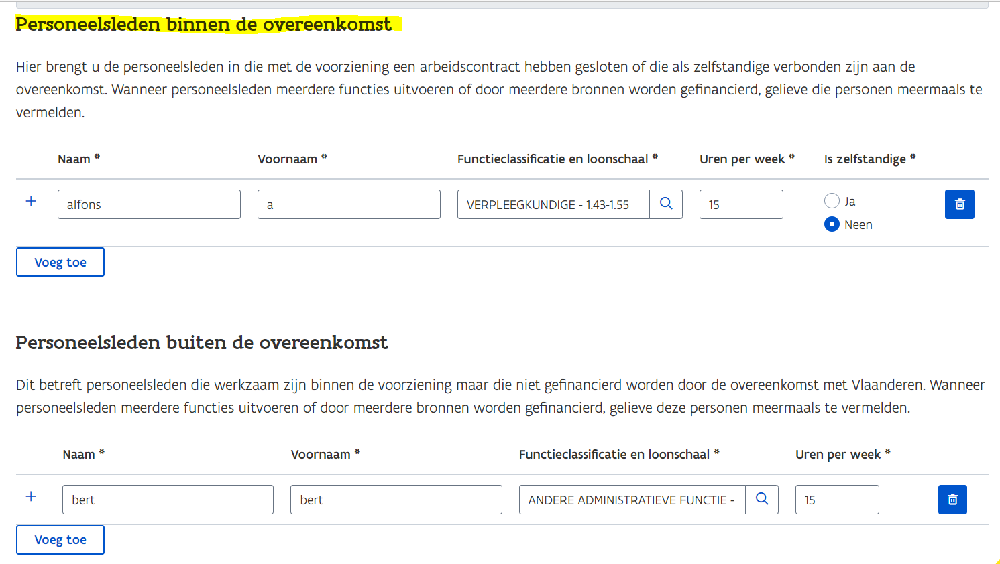 Personeelsleden binnen de overeenkomst
Hier brengt u de personeelsleden in die met de voorziening een arbeidscontract hebben gesloten of die als zelfstandige verbonden zijn aan de
overeenkomst. Wanneer personeelsleden meerdere functies uitvoeren of door meerdere bronnen worden gefinancierd, gelieve die personen meermaals te
vermelden.
Naam * Voornaam * Functieclassificatie en loonschaal * Uren per week * Is zelfstandige *
+ alfons a VERPLEEGKUNDIGE - 1.43-1.55 15 Ja
Neen
Voeg toe
Personeelsleden buiten de overeenkomst
Dit betreft personeelsleden die werkzaam zijn binnen de voorziening maar die niet gefinancierd worden door de overeenkomst met Vlaanderen. Wanneer
personeelsleden meerdere functies uitvoeren of door meerdere bronnen worden gefinancierd, gelieve deze personen meermaals te vermelden.
Naam * Voornaam * Functieclassificatie en loonschaal * Uren per week *
+ bert bert ANDERE ADMINISTRATIEVE FUNCTIE - 15
Voeg toe